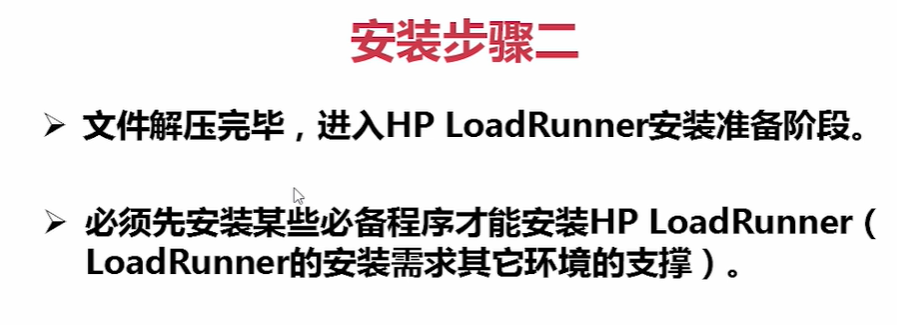 安装步骤二
➢ 文件解压完毕，进入HP LoadRunner安装准备阶段。
➢ 必须先安装某些必备程序才能安装HP LoadRunner（
LoadRunner的安装需求其它环境的支撑）。